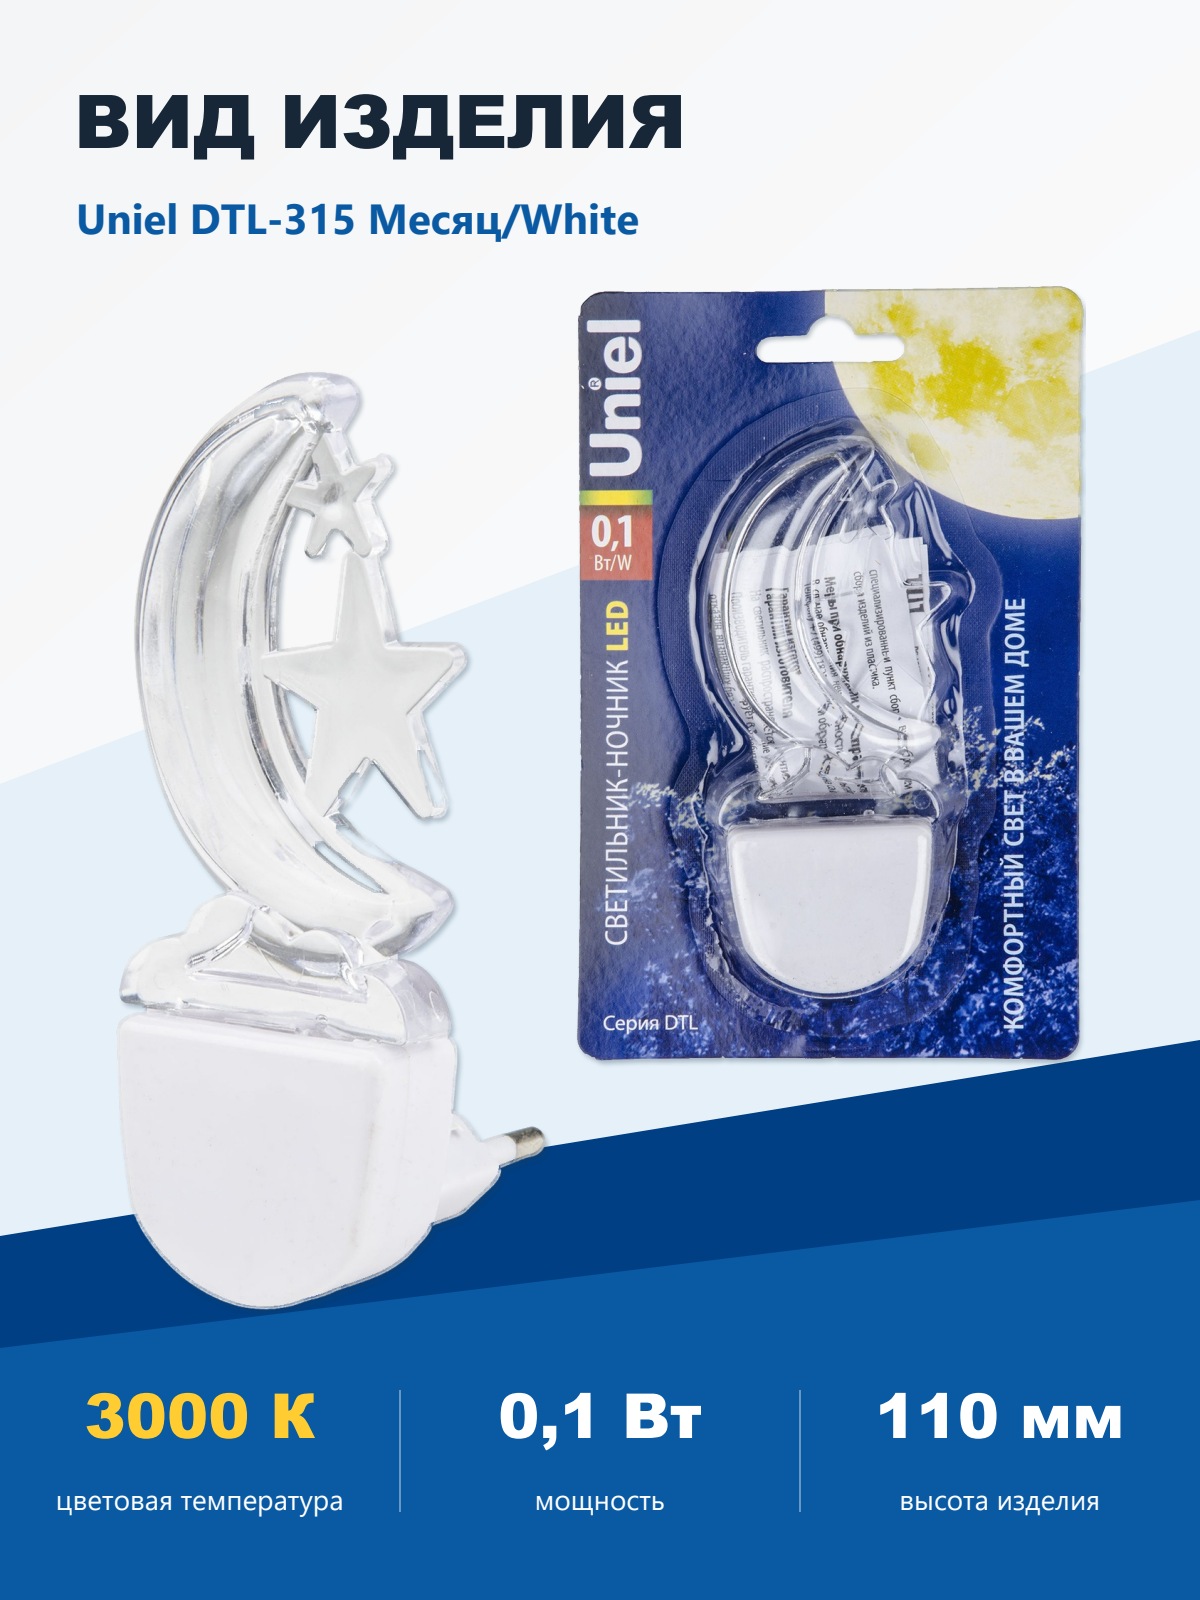 ВИД ИЗДЕЛИЯ
Uniel DTL-315 Месяц/White
Uniel®
0,1
Вт/W
СВЕТИЛЬНИК-НОЧНИК LED
КОМФОРТНЫЙ СВЕТ В ВАШЕМ ДОМЕ
Серия DTL
3000 К
цветовая температура
0,1 Вт
мощность
110 мм
высота изделия